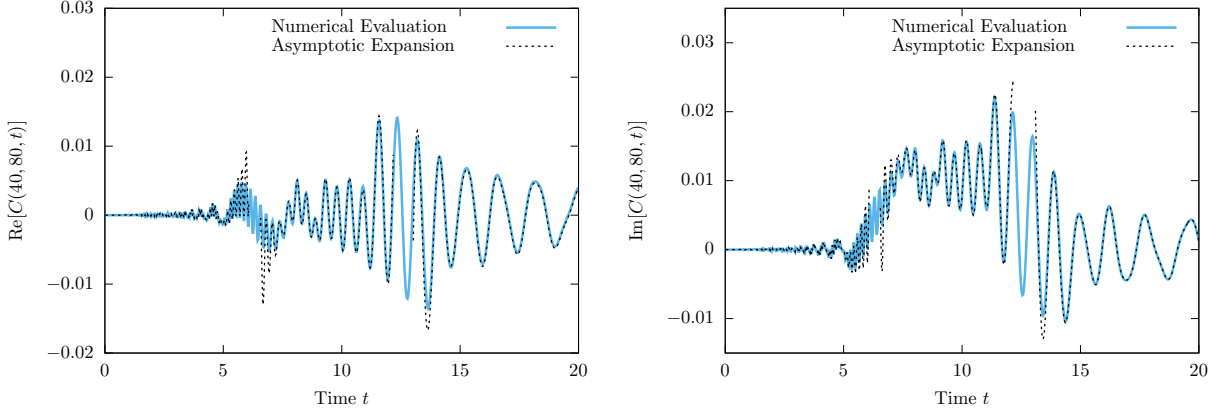 0.03
0.02
0.01
0
−0.01
−0.02
Re[C(40, 80, t)]
0
5
10
15
20
Time t
Numerical Evaluation
Asymptotic Expansion
0.03
0.02
0.01
0
−0.01
Im[C(40, 80, t)]
0
5
10
15
20
Time t
Numerical Evaluation
Asymptotic Expansion